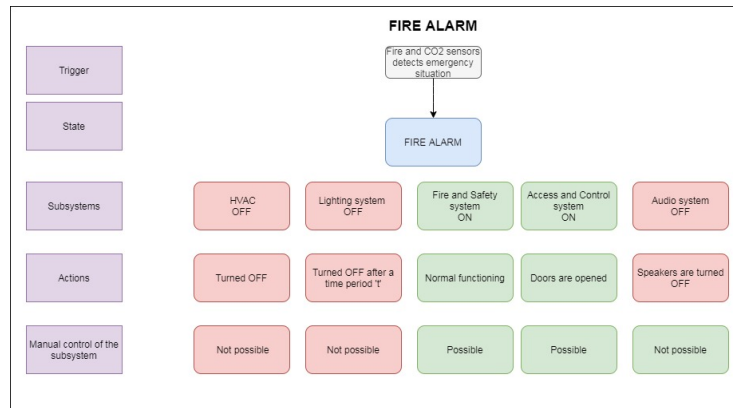 FIRE ALARM
Trigger
Fire and CO2 sensors
detects emergency
situation
State
FIRE ALARM
Subsystems
HVAC
OFF
Lighting system
OFF
Fire and Safety
system
ON
Access and Control
system
ON
Audio system
OFF
Actions
Turned OFF
Turned OFF after a
time period 't'
Normal functioning
Doors are opened
Speakers are turned
OFF
Manual control of the
subsystem
Not possible
Not possible
Possible
Possible
Not possible